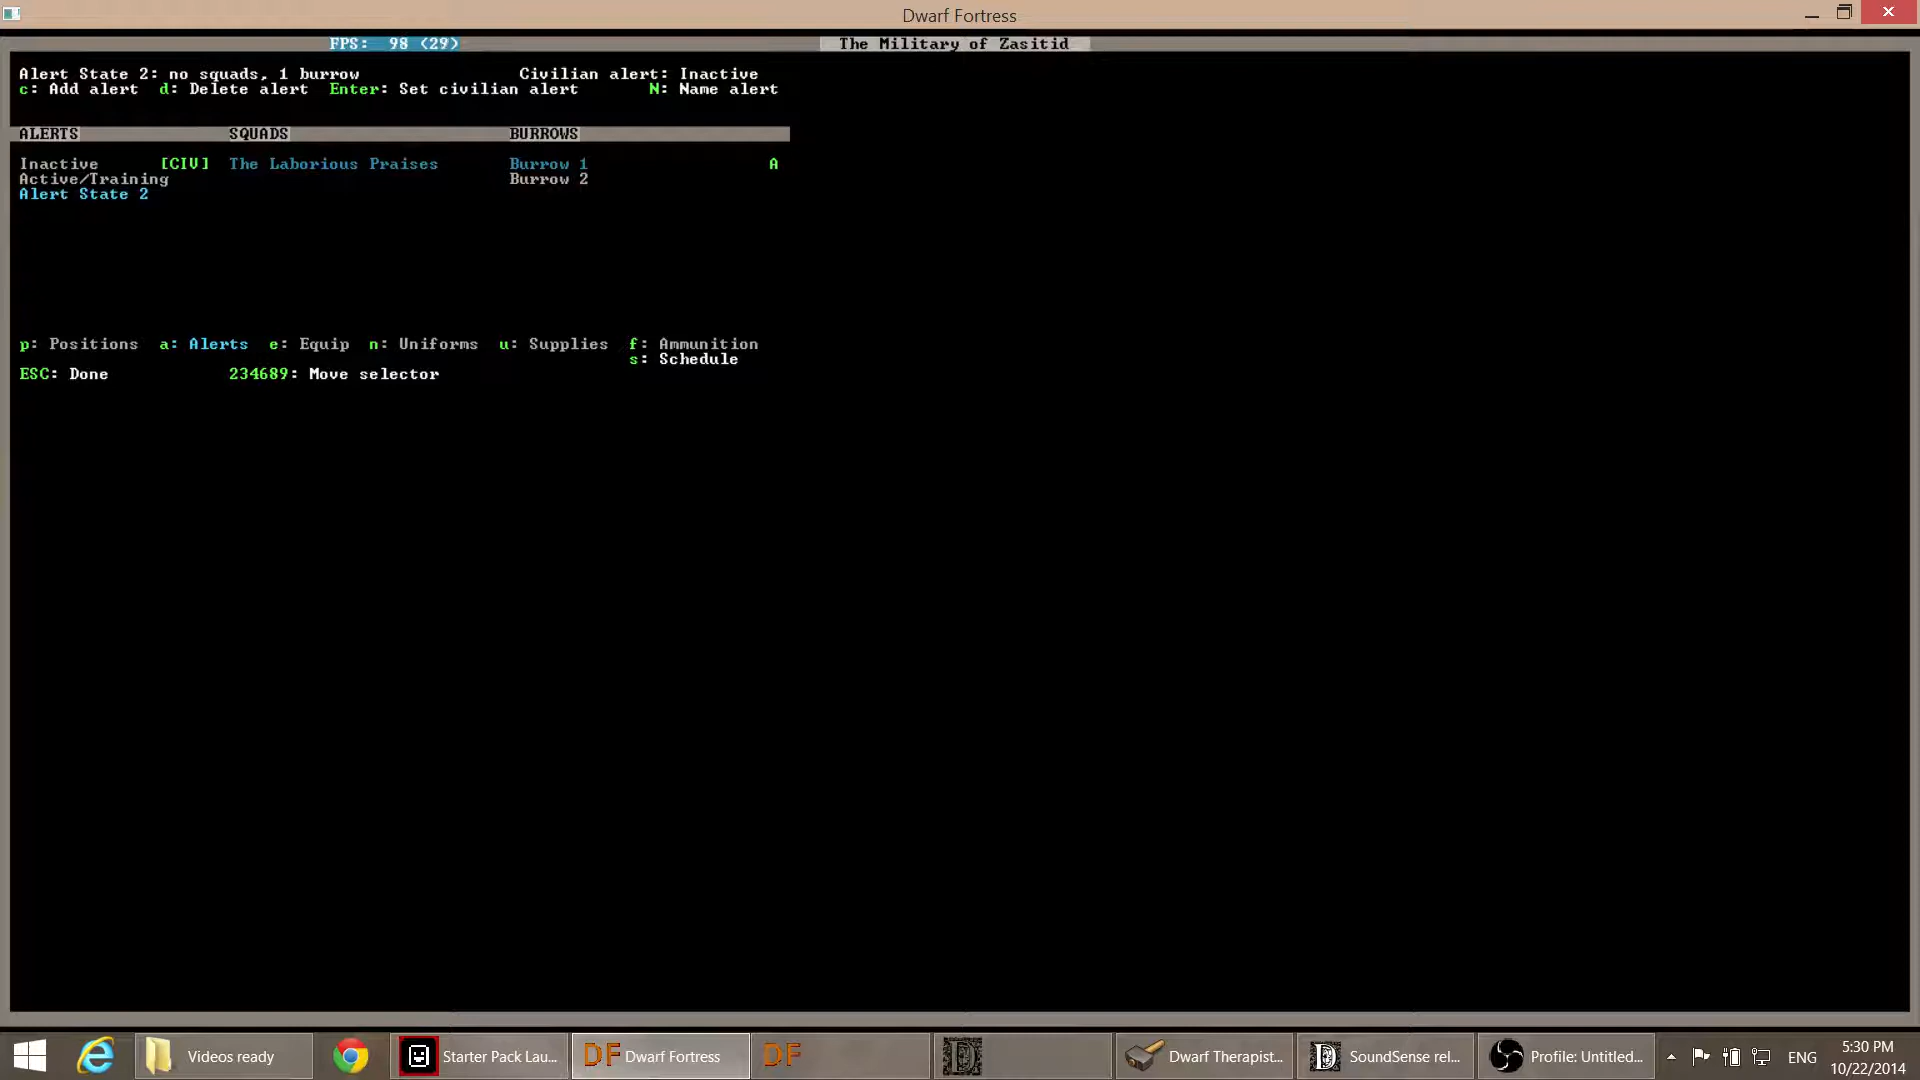 Dwarf Fortress
FPS: 98 (29) The Military of Zasitid
Alert State 2: no squads, 1 burrow Civilian alert: Inactive
c: Add alert d: Delete alert Enter: Set civilian alert N: Name alert
ALERTS SQUADS BURROWS
Inactive [CIV] The Laborious Praises Burrow 1 A
Active/Training Burrow 2
Alert State 2
p: Positions a: Alerts e: Equip n: Uniforms u: Supplies f: Ammunition
s: Schedule
ESC: Done 234689: Move selector
Videos ready Starter Pack Lau... DF Dwarf Fortress DF Dwarf Therapist... SoundSense rel... Profile: Untitled... ENG 5:30 PM
10/22/2014